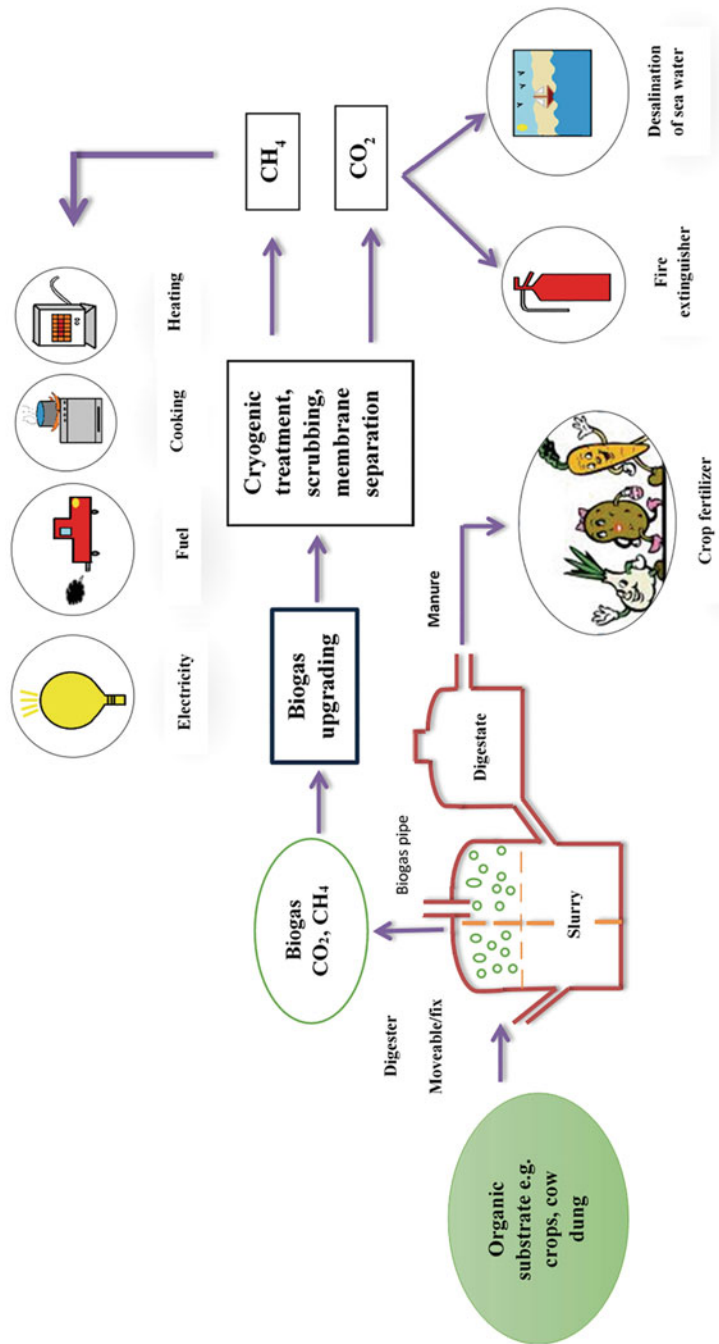 Electricity
Fuel
Cooking
Heating
Biogas
CO₂, CH₄
Biogas
upgrading
Cryogenic
treatment,
scrubbing,
membrane
separation
CH₄
CO₂
Digester
Moveable/fix
Biogas pipe
Slurry
Digestate
Manure
Organic
substrate e.g.
crops, cow
dung
Crop fertilizer
Fire
extinguisher
Desalination
of sea water